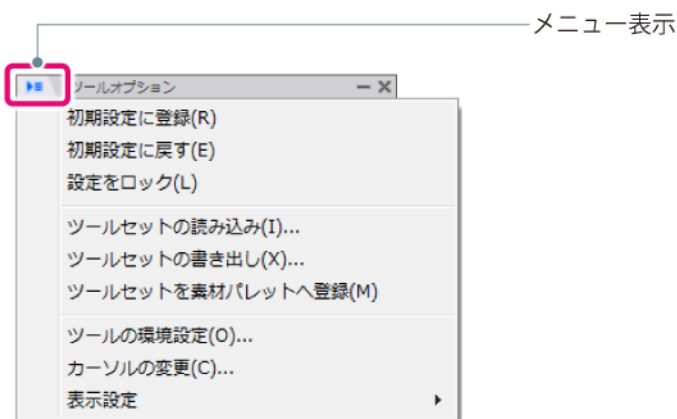 メニュー表示
ツールオプション
初期設定に登録(R)
初期設定に戻す(E)
設定をロック(L)
ツールセットの読み込み(I)...
ツールセットの書き出し(X)...
ツールセットを素材パレットへ登録(M)
ツールの環境設定(O)...
カーソルの変更(C)...
表示設定